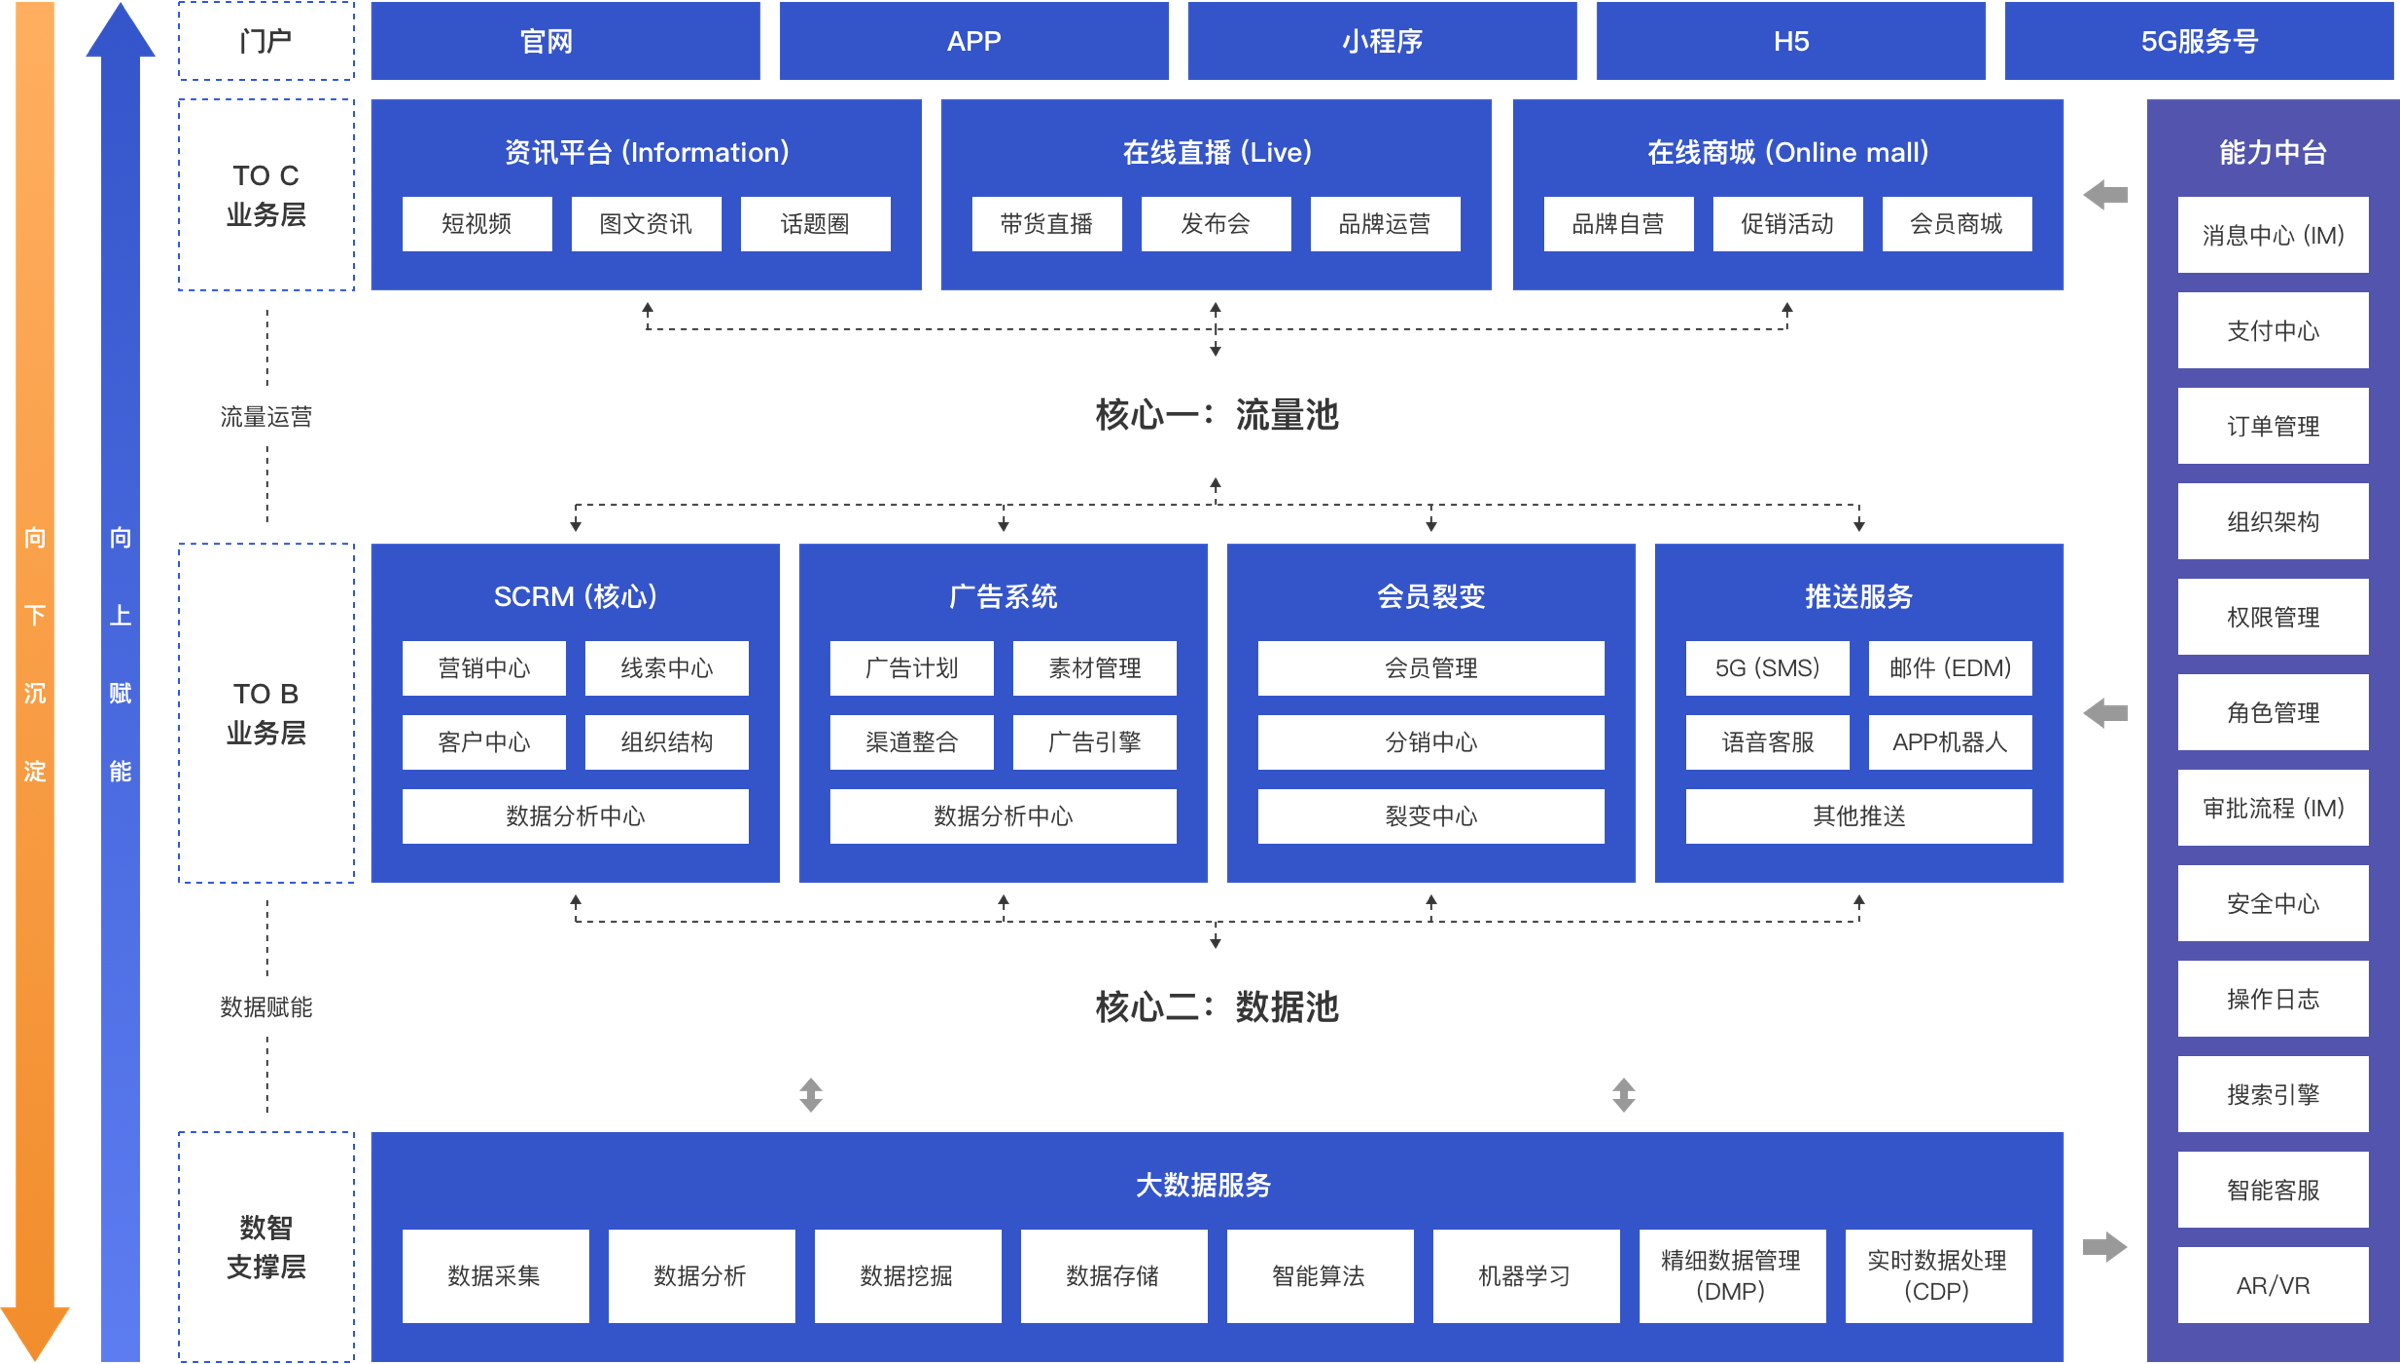 门户
官网
APP
小程序
H5
5G服务号
TO C
业务层
资讯平台 (Information)
短视频
图文资讯
话题圈
在线直播 (Live)
带货直播
发布会
品牌运营
在线商城 (Online mall)
品牌自营
促销活动
会员商城
流量运营
核心一：流量池
TO B
业务层
SCRM (核心)
营销中心
线索中心
客户中心
组织结构
数据分析中心
广告系统
广告计划
素材管理
渠道整合
广告引擎
数据分析中心
会员裂变
会员管理
分销中心
裂变中心
推送服务
5G (SMS)
邮件 (EDM)
语音客服
APP机器人
其他推送
数据赋能
核心二：数据池
数智
支撑层
大数据服务
数据采集
数据分析
数据挖掘
数据存储
智能算法
机器学习
精细数据管理
(DMP)
实时数据处理
(CDP)
能力中台
消息中心 (IM)
支付中心
订单管理
组织架构
权限管理
角色管理
审批流程 (IM)
安全中心
操作日志
搜索引擎
智能客服
AR/VR
向下沉淀
向上赋能